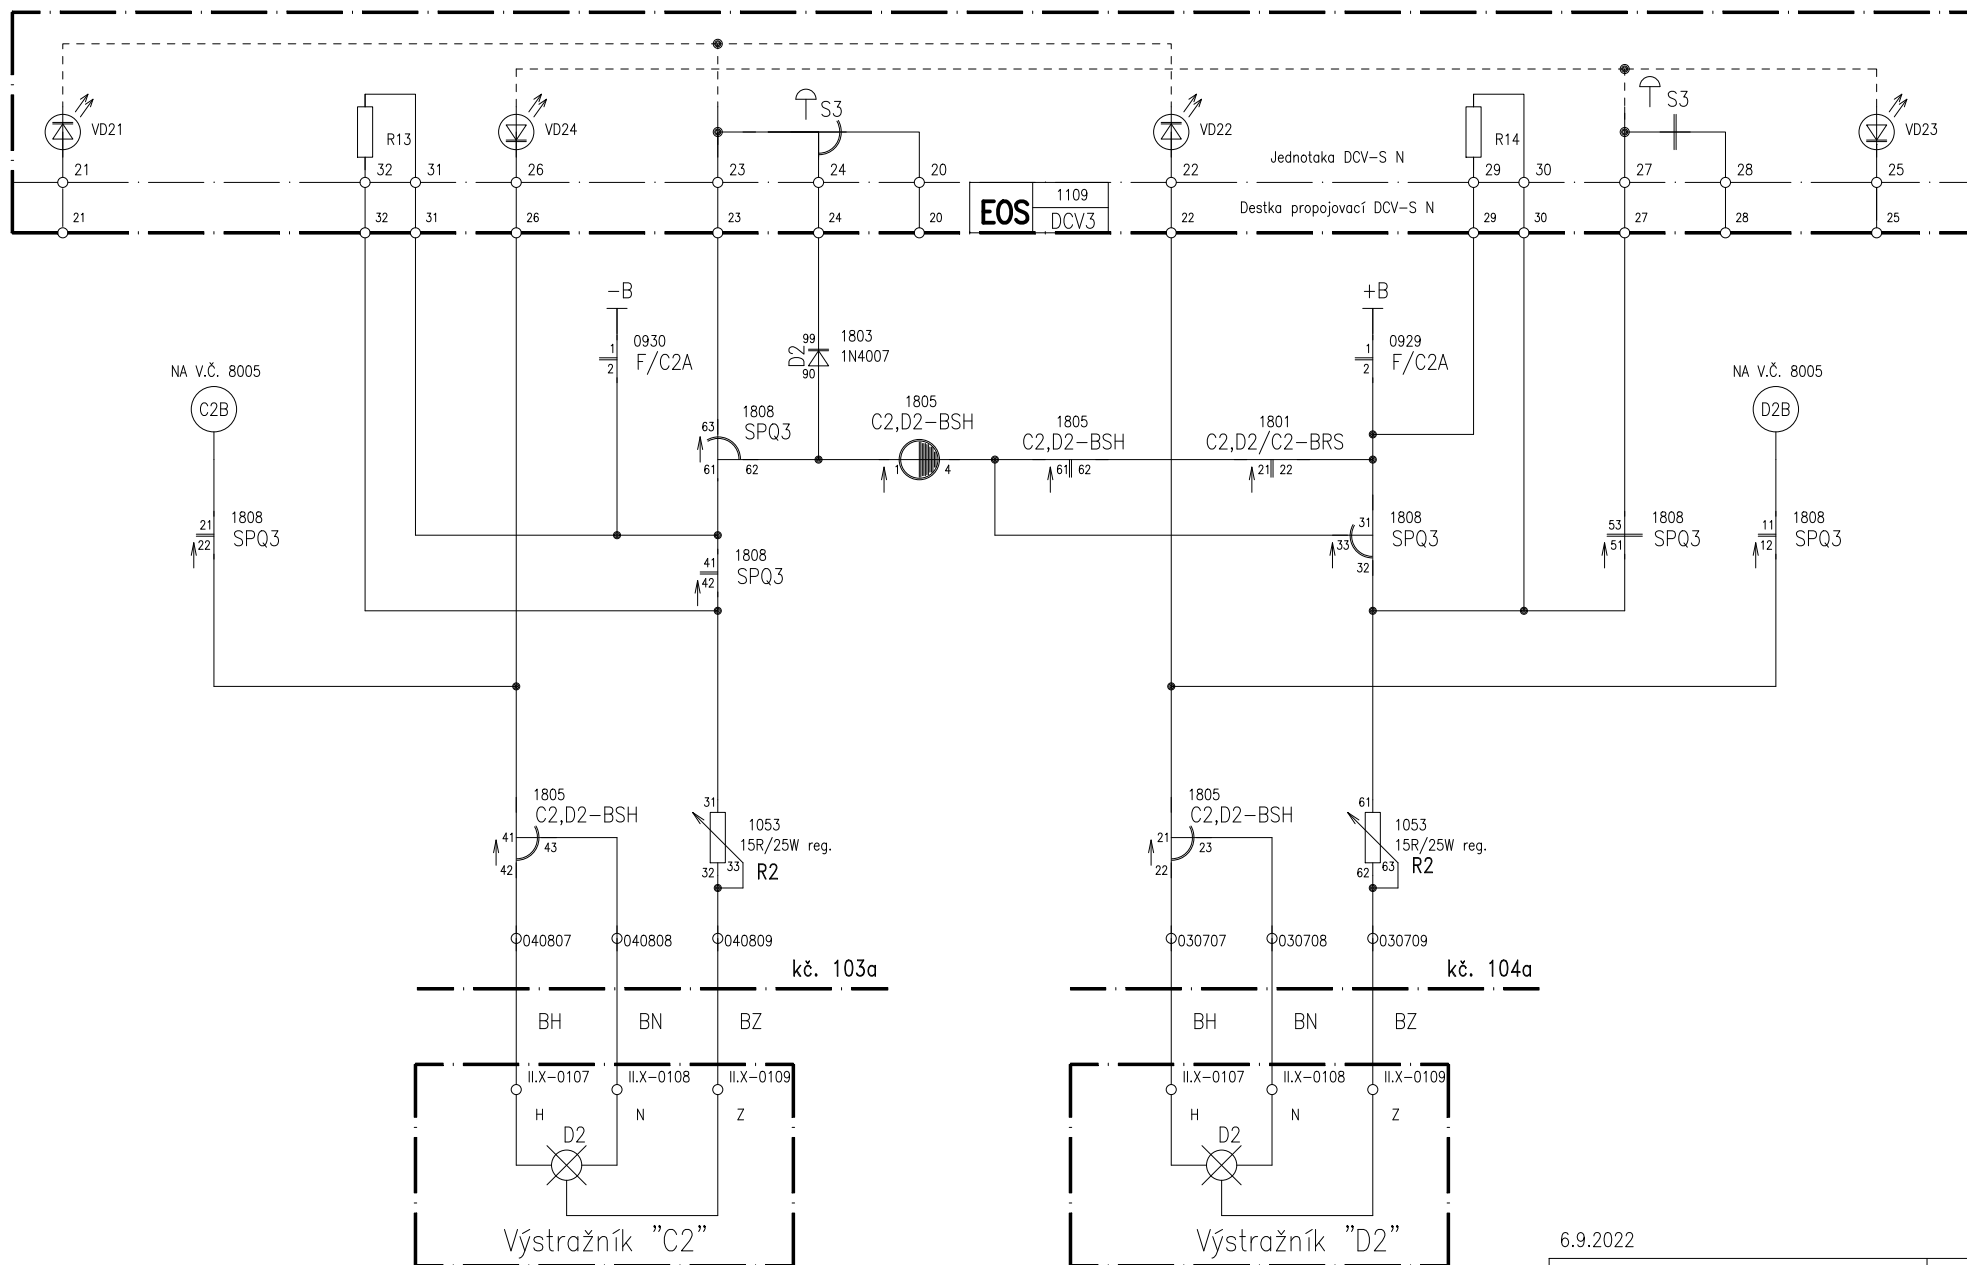 VD21
R13
VD24
S3
VD22
R14
S3
VD23
Jednotaka DCV-S N
21
32
31
26
23
24
20
22
29
30
27
28
25
EOS
1109
DCV3
Destka propojovací DCV-S N
21
32
31
26
23
24
20
22
29
30
27
28
25
-B
+B
1
2
0930
F/C2A
D2
99
90
1803
1N4007
1
2
0929
F/C2A
NA V.Č. 8005
C2B
NA V.Č. 8005
D2B
63
61
62
1808
SPQ3
1805
C2,D2-BSH
1
4
1805
C2,D2-BSH
61
62
1801
C2,D2/C2-BRS
21
22
21
22
1808
SPQ3
41
42
1808
SPQ3
31
33
32
1808
SPQ3
53
51
1808
SPQ3
11
12
1808
SPQ3
1805
C2,D2-BSH
41
43
42
31
1053
15R/25W reg.
33
32
R2
1805
C2,D2-BSH
21
23
22
61
1053
15R/25W reg.
63
62
R2
040807
040808
040809
030707
030708
030709
kč. 103a
kč. 104a
BH
BN
BZ
BH
BN
BZ
II.X-0107
II.X-0108
II.X-0109
II.X-0107
II.X-0108
II.X-0109
H
N
Z
H
N
Z
D2
D2
Výstražník "C2"
Výstražník "D2"
6.9.2022